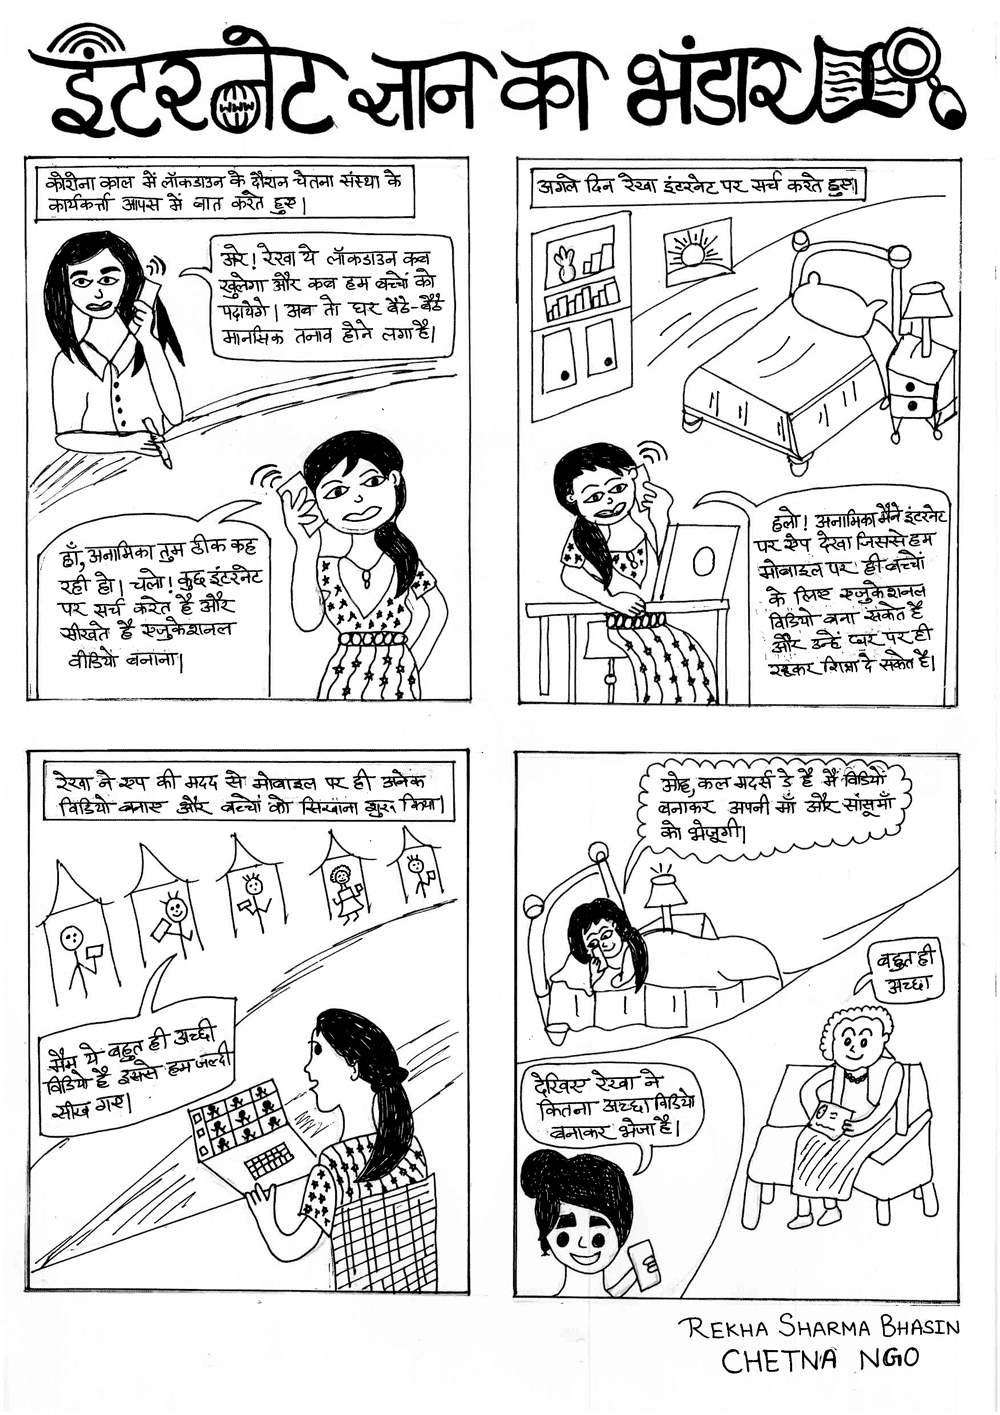 इंटरनेट ज्ञान का भंडार
www
कोरोना काल में लॉकडाउन के दौरान चेतना संस्था के
कार्यकर्त्ता आपस में बात करते हुए।
अरे! रेखा ये लॉकडाउन कब
खुलेगा और कब हम बच्चों को
पढ़ायेगे। अब तो घर बैठे-बैठे
मानसिक तनाव होने लगा है।
हाँ, अनामिका तुम ठीक कह
रही हो। चलो! कुछ इंटरनेट
पर सर्च करते है और
सीखते है एजुकेशनल
वीडियो बनाना।
अगले दिन रेखा इंटरनेट पर सर्च करते हुए।
हलो! अनामिका मैंने इंटरनेट
पर एप देखा जिससे हम
मोबाइल पर ही बच्चों
के लिए एजुकेशनल
विडियो बना सकते है
और उन्हें घर पर ही
रहकर शिक्षा दे सकते है।
रेखा ने एप की मदद से मोबाइल पर ही अनेक
विडियो बनाए और बच्चों को सिखाना शुरू किया।
मैम ये बहुत ही अच्छी
विडियो है इससे हम जल्दी
सीख गए।
ओह, कल मदर्स डे है मैं विडियो
बनाकर अपनी माँ और सांसूमाँ
को भेजूगी।
बहुत ही
अच्छा
देखिए रेखा ने
कितना अच्छा विडियो
बनाकर भेजा है।
REKHA SHARMA BHASIN
CHETNA NGO